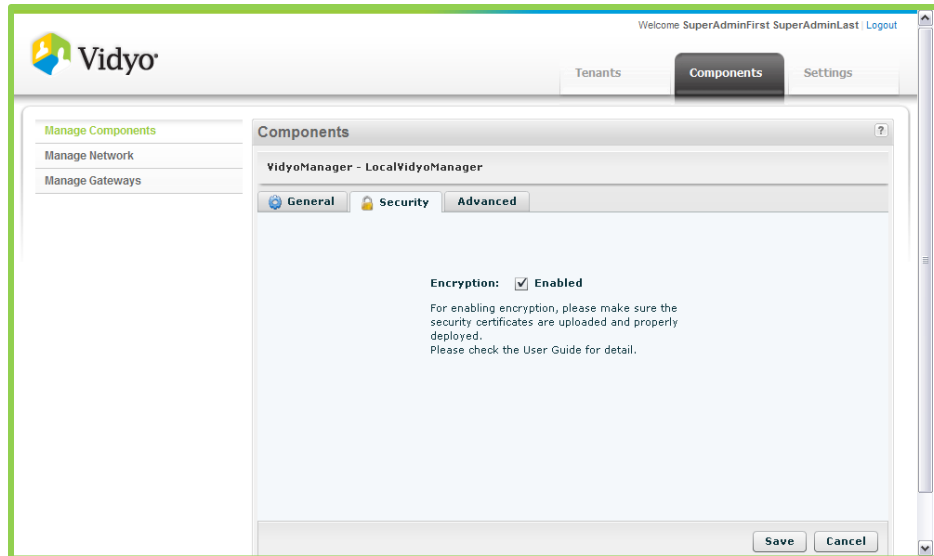 Welcome SuperAdminFirst SuperAdminLast | Logout
Vidyo
Tenants
Components
Settings
Manage Components
Manage Network
Manage Gateways
Components
?
VidyoManager - LocalVidyoManager
General
Security
Advanced
Encryption:
Enabled
For enabling encryption, please make sure the
security certificates are uploaded and properly
deployed.
Please check the User Guide for detail.
Save
Cancel